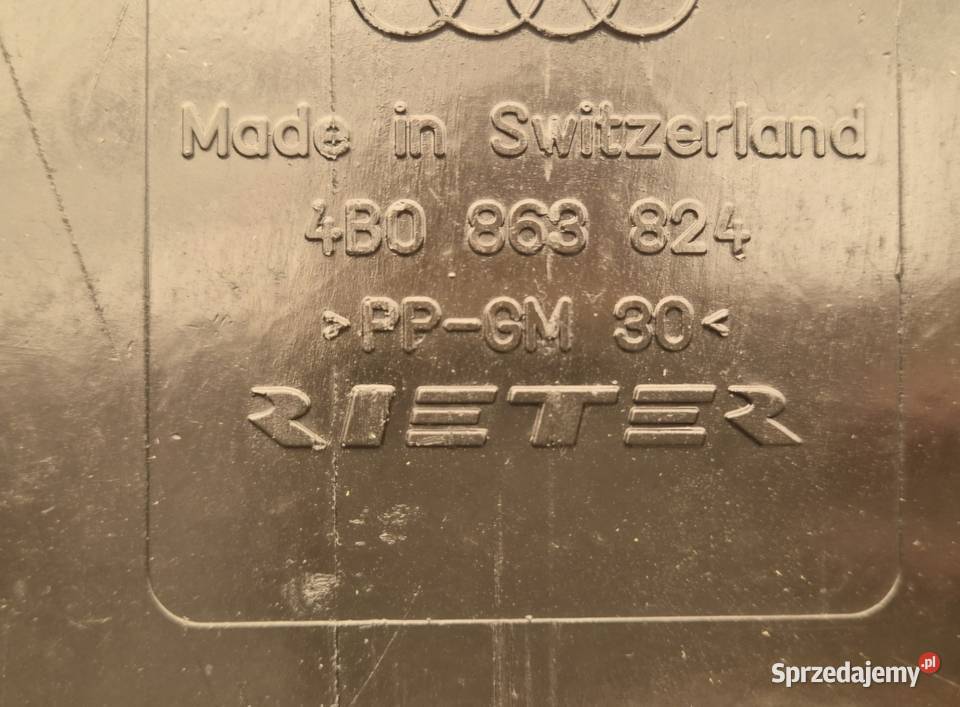 Made in Switzerland
4B0 863 824
>PP-GM 30<
RIETER
Sprzedajemy.pl